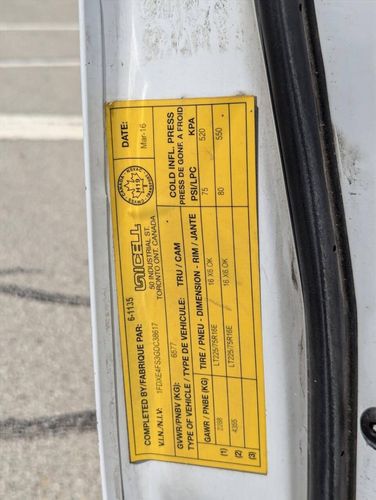 COMPLETED BY/FABRIQUE PAR: 6-1135 DATE:
UNICELL Mar-16
50 INDUSTRIAL ST.
TORONTO ONT. CANADA
CANADA
H19
V.I.N./N.I.V: 1FDXE4FS3GDC38617
GVWR/PNBV (KG): 6577
TYPE OF VEHICLE / TYPE DE VEHICULE: TRU / CAM
COLD INFL. PRESS
PRESS DE GONF. A FROID
GAWR / PNBE (KG) TIRE / PNEU - DIMENSION - RIM / JANTE PSI/LPC KPA
(1) 2268 LT225/75R16E 16 X6 OK 75 520
(2) 4355 LT225/75R16E 16 X6 OK 80 550
(3)